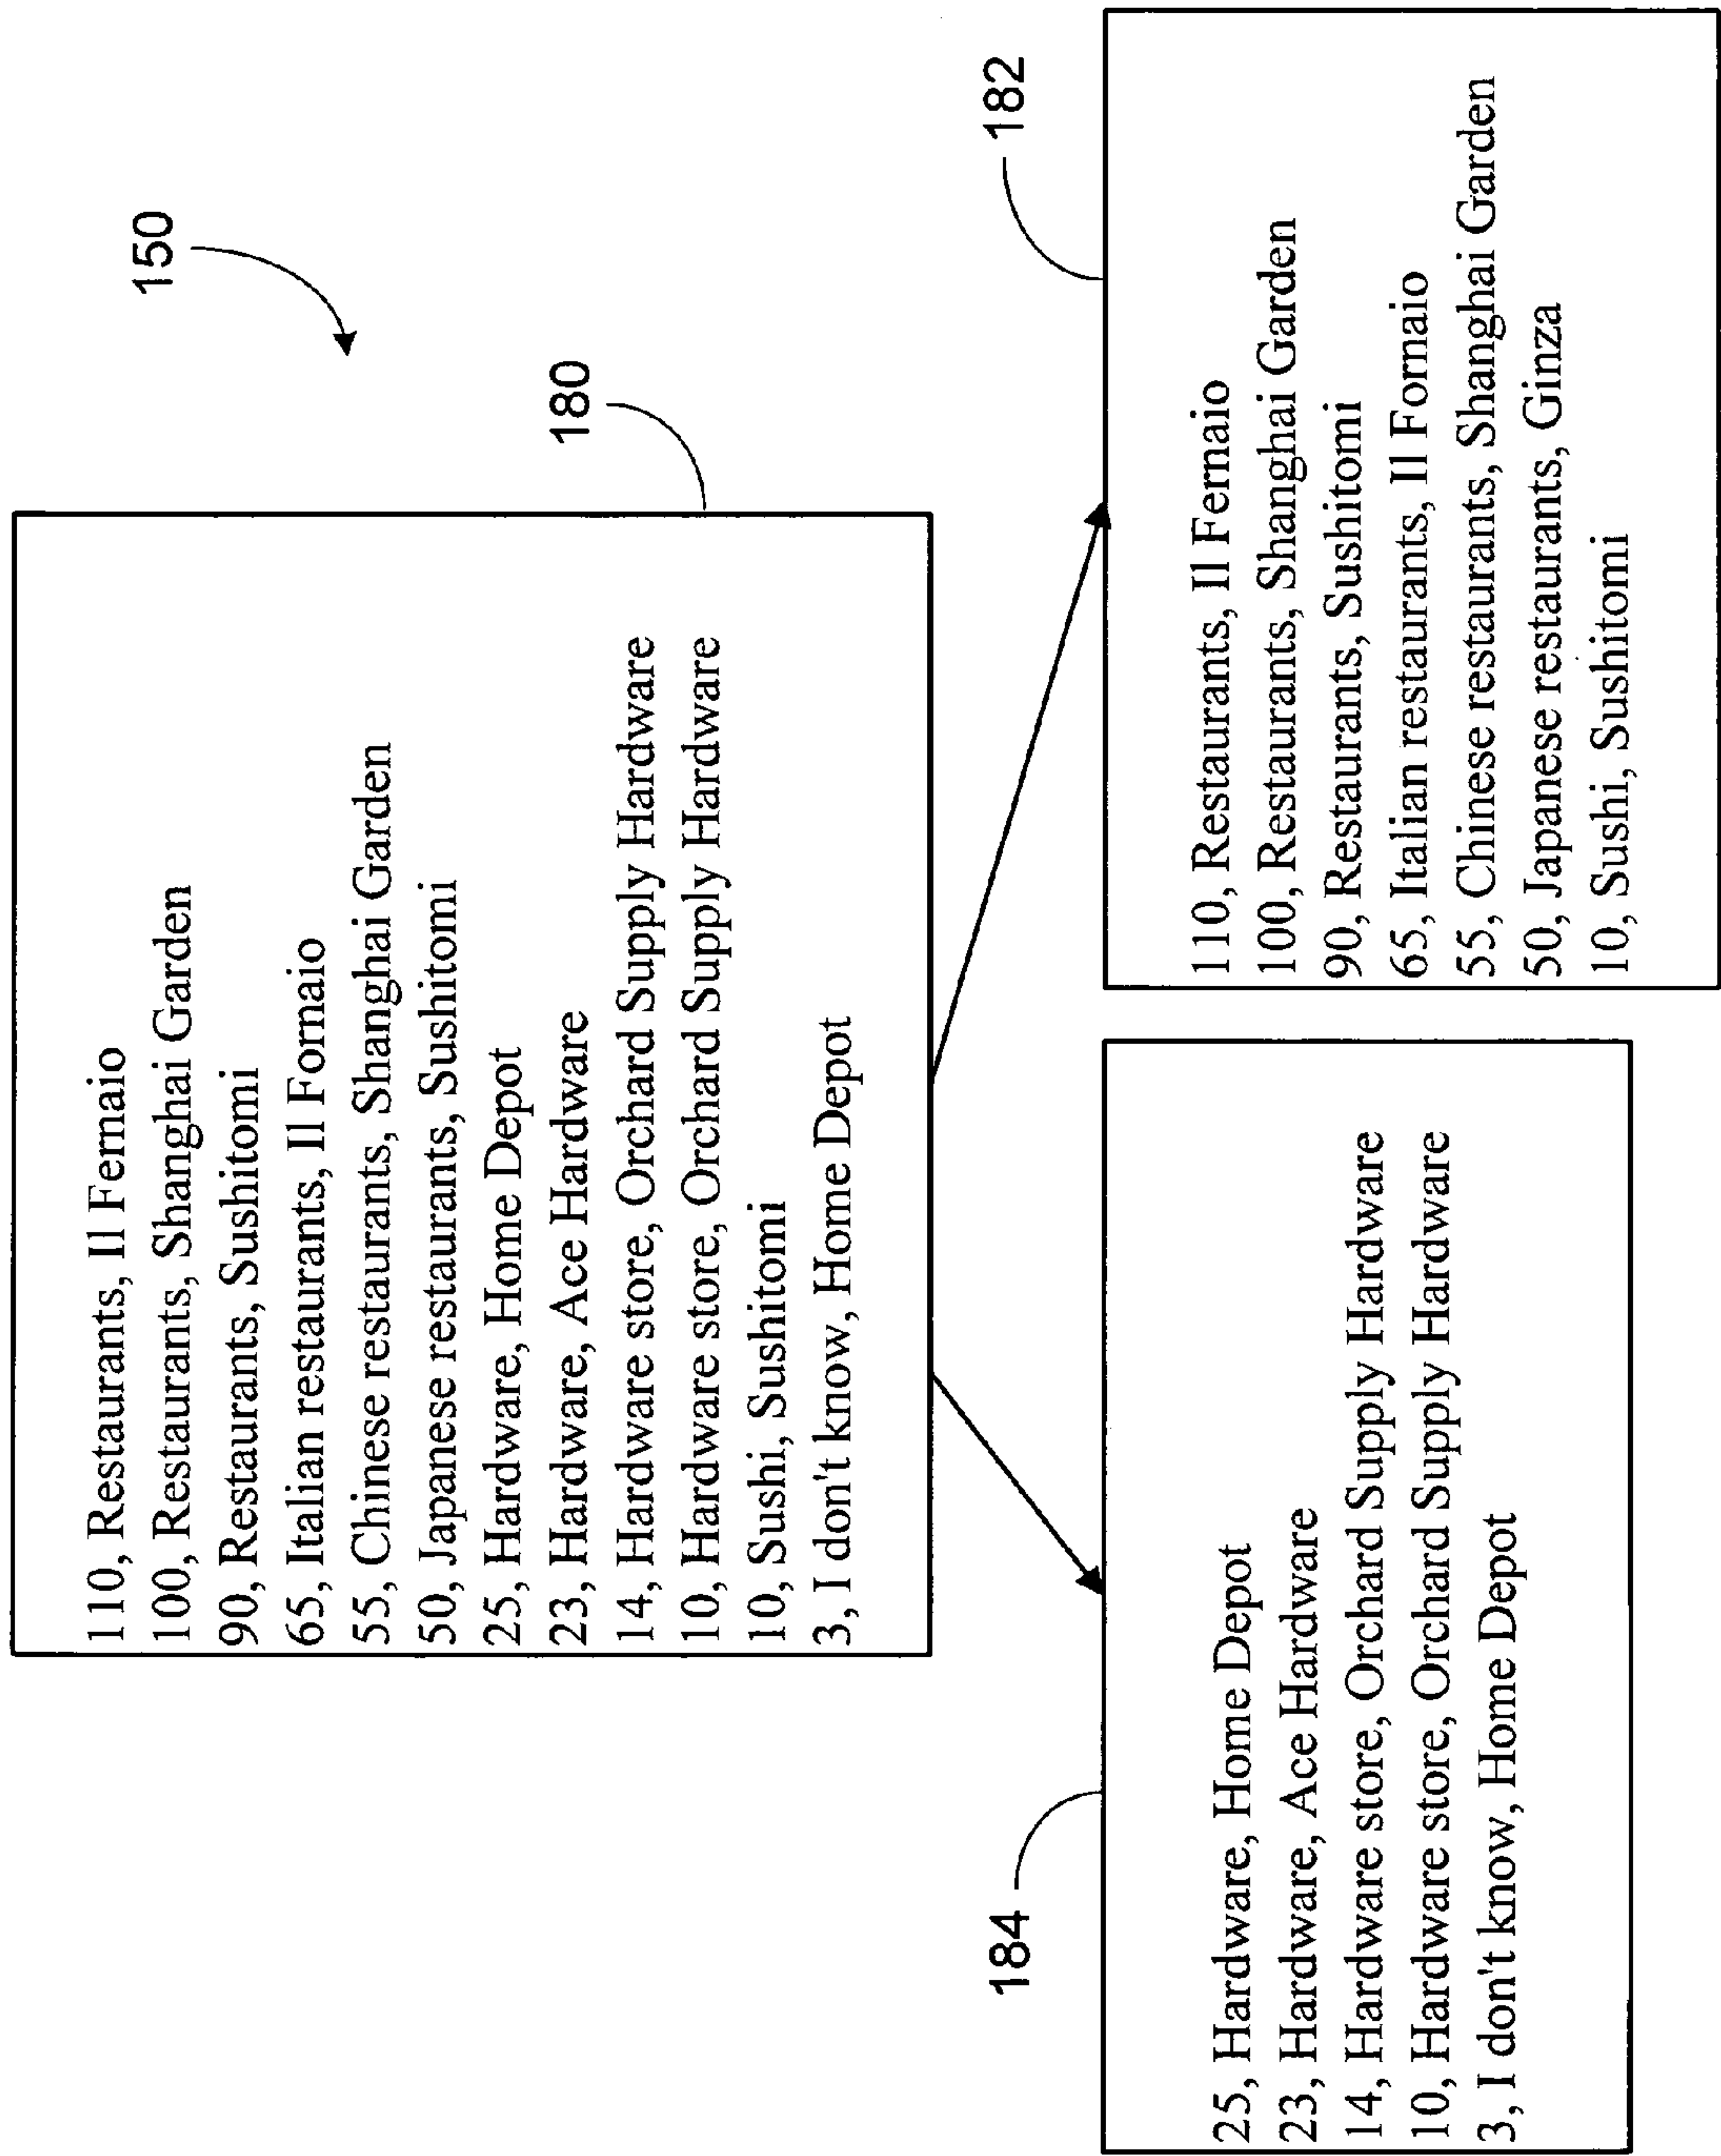 150
180
110, Restaurants, Il Fernaio
100, Restaurants, Shanghai Garden
90, Restaurants, Sushitomi
65, Italian restaurants, Il Fornaio
55, Chinese restaurants, Shanghai Garden
50, Japanese restaurants, Sushitomi
25, Hardware, Home Depot
23, Hardware, Ace Hardware
14, Hardware store, Orchard Supply Hardware
10, Hardware store, Orchard Supply Hardware
10, Sushi, Sushitomi
3, I don't know, Home Depot
184
25, Hardware, Home Depot
23, Hardware, Ace Hardware
14, Hardware store, Orchard Supply Hardware
10, Hardware store, Orchard Supply Hardware
3, I don't know, Home Depot
182
110, Restaurants, Il Fernaio
100, Restaurants, Shanghai Garden
90, Restaurants, Sushitomi
65, Italian restaurants, Il Fornaio
55, Chinese restaurants, Shanghai Garden
50, Japanese restaurants, Ginza
10, Sushi, Sushitomi